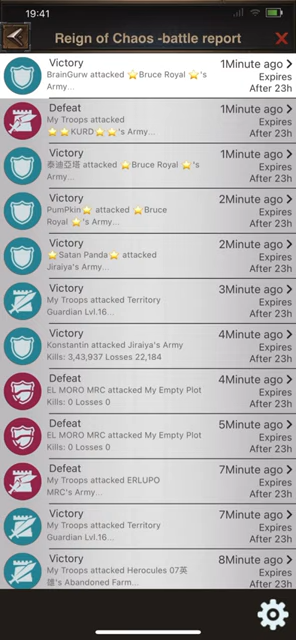 19:41
Reign of Chaos -battle report
Victory
1Minute ago
BrainGurw attacked ⭐Bruce Royal ⭐'s
Army...
Expires
After 23h
Defeat
1Minute ago
My Troops attacked
⭐⭐KURD⭐⭐'s Army...
Expires
After 23h
Victory
1Minute ago
泰迪亞塔 attacked ⭐Bruce Royal ⭐'s
Army...
Expires
After 23h
Victory
2Minute ago
PumPkin⭐ attacked ⭐Bruce
Royal ⭐'s Army...
Expires
After 23h
Victory
2Minute ago
⭐Satan Panda⭐ attacked
Jiraiya's Army...
Expires
After 23h
Victory
3Minute ago
My Troops attacked Territory
Guardian Lvl.16...
Expires
After 23h
Victory
4Minute ago
Konstantin attacked Jiraiya's Army
Kills: 3,43,937 Losses 22,184
Expires
After 23h
Defeat
4Minute ago
EL MORO MRC attacked My Empty Plot
Kills: 0 Losses 0
Expires
After 23h
Defeat
5Minute ago
EL MORO MRC attacked My Empty Plot
Kills: 0 Losses 0
Expires
After 23h
Defeat
7Minute ago
My Troops attacked ERLUPO
MRC's Army...
Expires
After 23h
Victory
7Minute ago
My Troops attacked Territory
Guardian Lvl.16...
Expires
After 23h
Victory
8Minute ago
My Troops attacked Herocules 07英
雄's Abandoned Farm...
Expires
After 23h